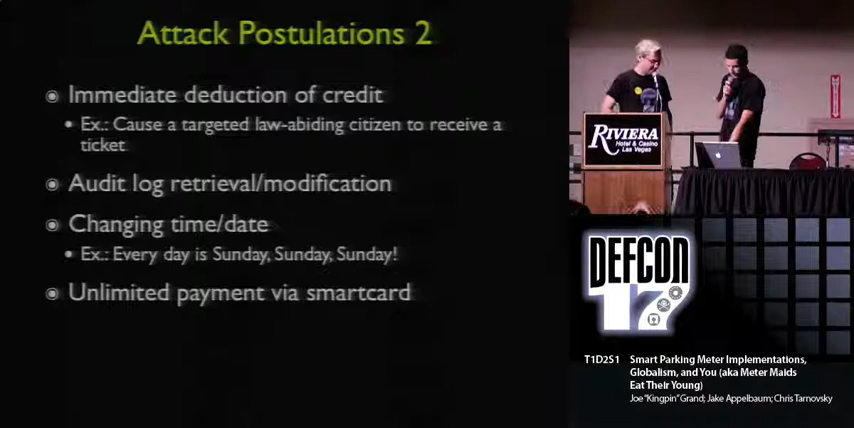 Attack Postulations 2
Immediate deduction of credit
Ex.: Cause a targeted law-abiding citizen to receive a
ticket
Audit log retrieval/modification
Changing time/date
Ex.: Every day is Sunday, Sunday, Sunday!
Unlimited payment via smartcard
RIVIERA
Hotel & Casino
Las Vegas
DEFCON
17
T1D2S1 Smart Parking Meter Implementations,
Globalism, and You (aka Meter Maids
Eat Their Young)
Joe "Kingpin" Grand; Jake Appelbaum; Chris Tarnovsky